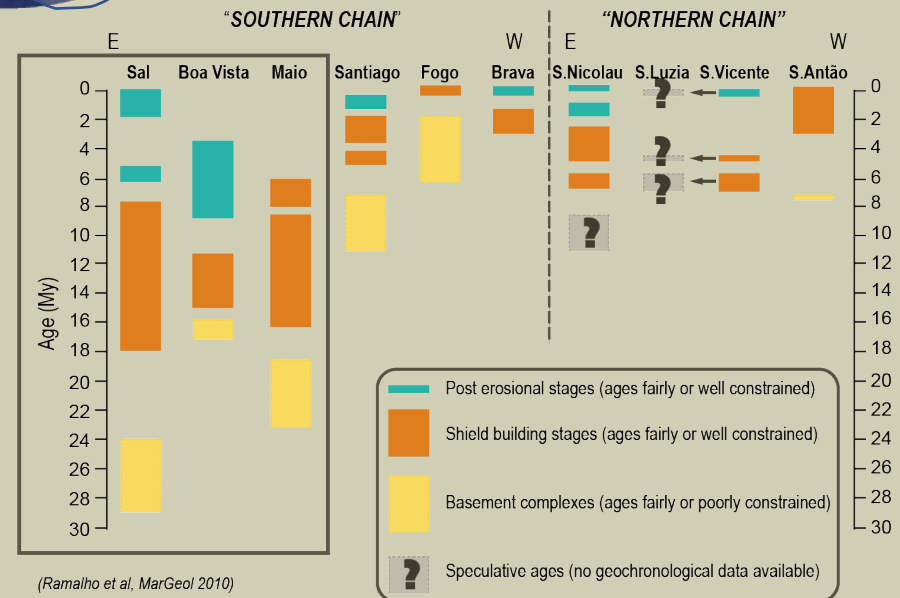 “SOUTHERN CHAIN” “NORTHERN CHAIN”
E W E W
Sal Boa Vista Maio Santiago Fogo Brava S.Nicolau S.Luzia S.Vicente S.Antão
0 ? 0
2 2
4 ? 4
6 ? 6
8 8
10 ? 10
12 12
14 14
Age (My)
16 16
18 18
20 20
22 22
24 24
26 26
28 28
30 30
Post erosional stages (ages fairly or well constrained)
Shield building stages (ages fairly or well constrained)
Basement complexes (ages fairly or poorly constrained)
? Speculative ages (no geochronological data available)
(Ramalho et al, MarGeol 2010)